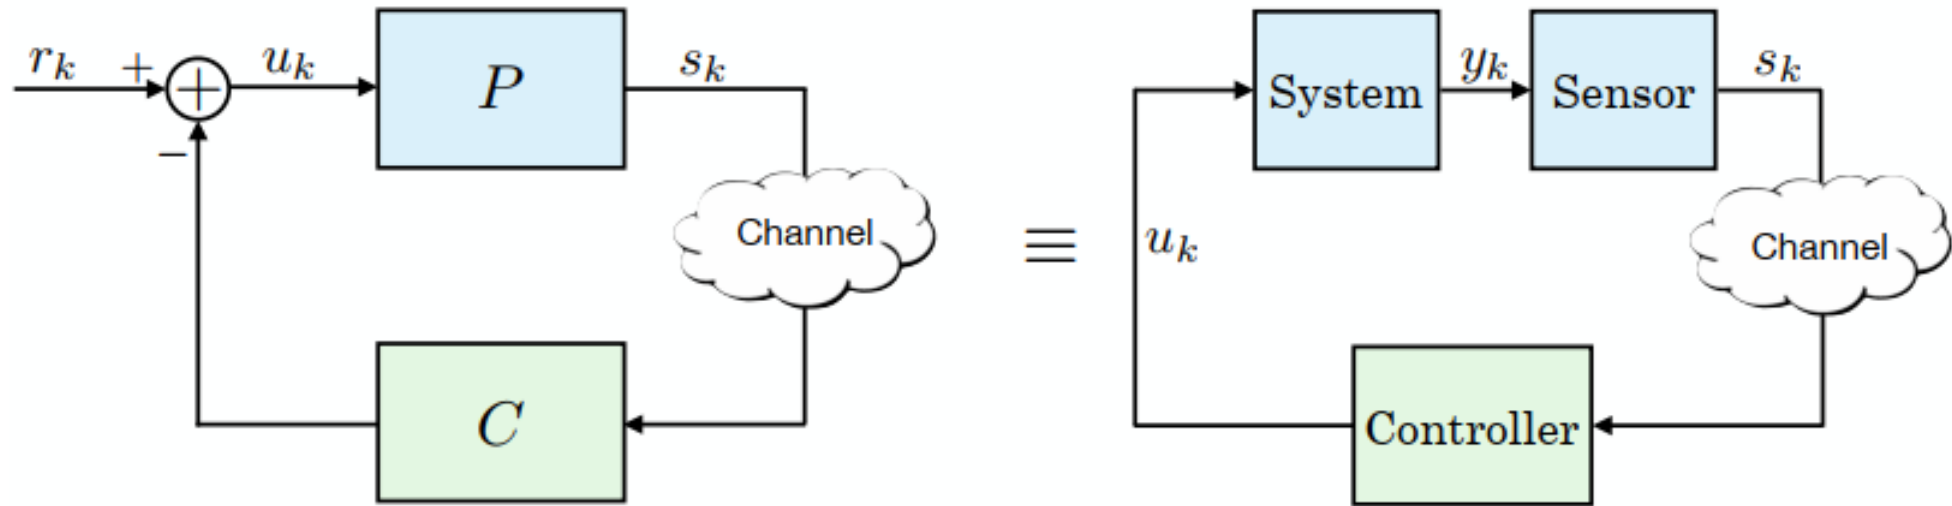 r_k
+
+
u_k
P
s_k
−
Channel
C
≡
System
y_k
Sensor
s_k
u_k
Channel
Controller